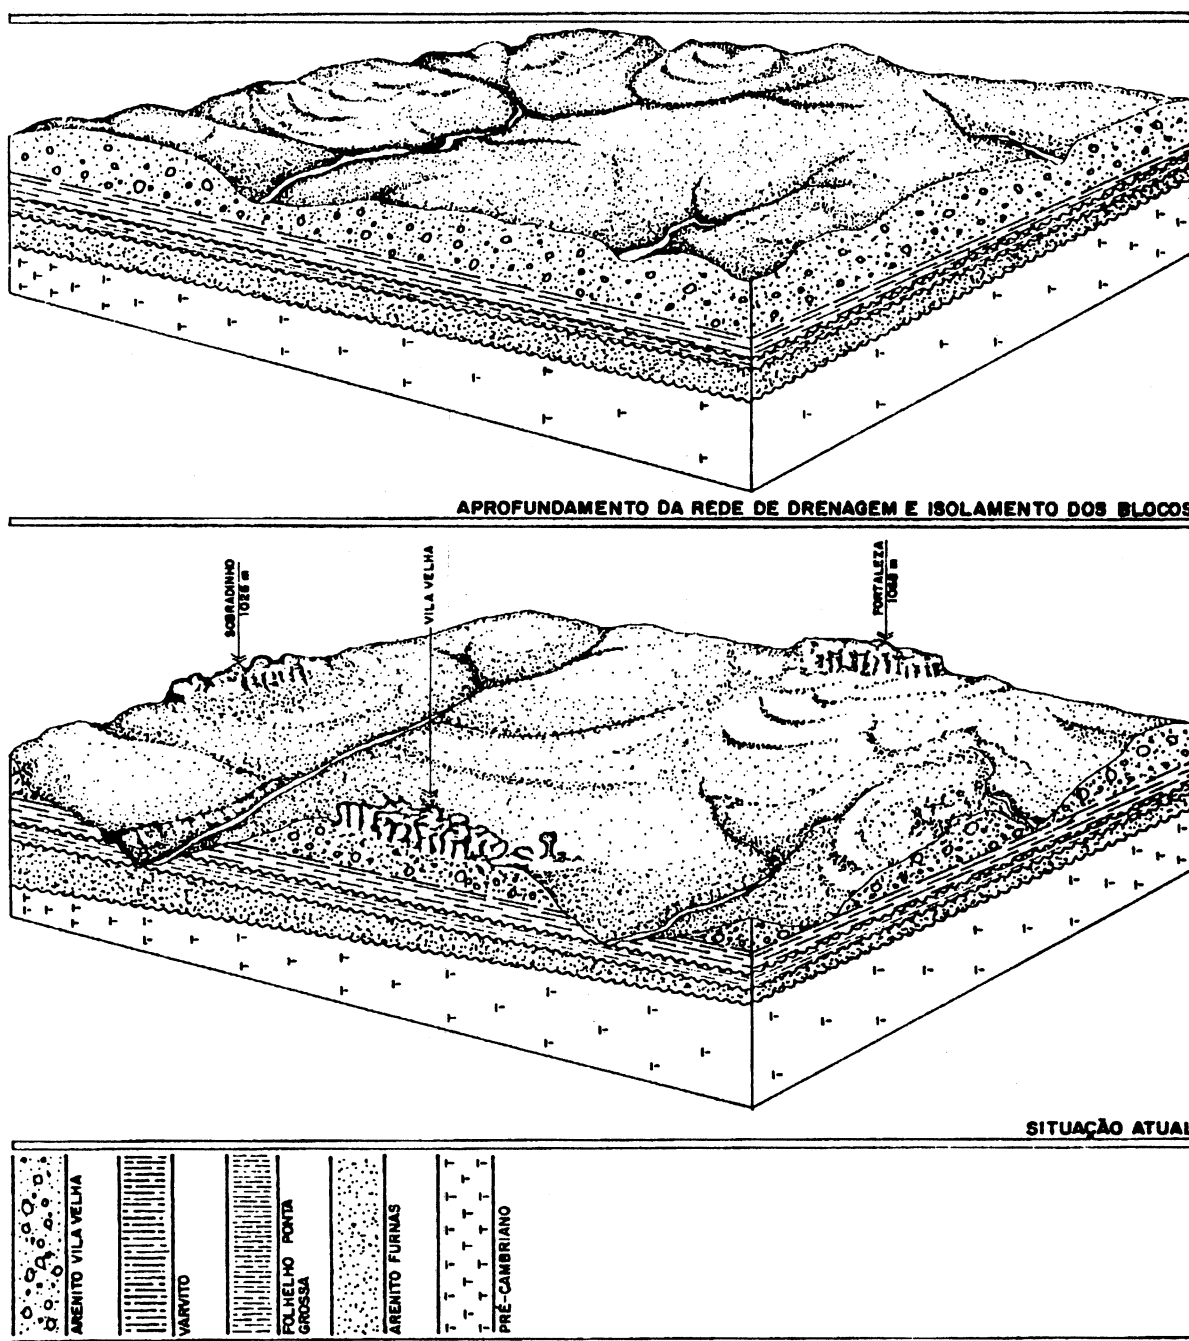 APROFUNDAMENTO DA REDE DE DRENAGEM E ISOLAMENTO DOS BLOCOS
SOBRADINHO
1025 m
VILA VELHA
FORTALEZA
SITUAÇÃO ATUAL
ARENITO VILA VELHA
VARVITO
FOLHELHO PONTA
GROSSA
ARENITO FURNAS
PRÉ-CAMBRIANO